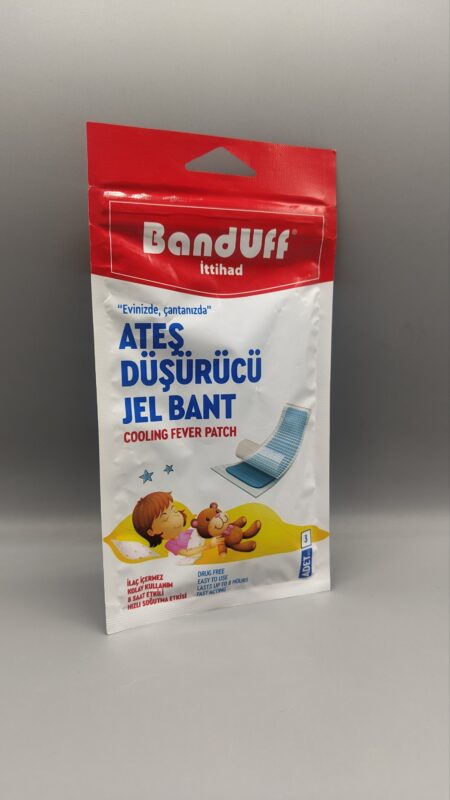 BandUff®
İttihad
"Evinizde, çantanızda"
ATEŞ
DÜŞÜRÜCÜ
JEL BANT
COOLING FEVER PATCH
İLAÇ İÇERMEZ
KOLAY KULLANIM
8 SAAT ETKİLİ
HIZLI SOĞUTMA ETKİSİ
DRUG FREE
EASY TO USE
LASTS UP TO 8 HOURS
FAST ACTING
3
ADET